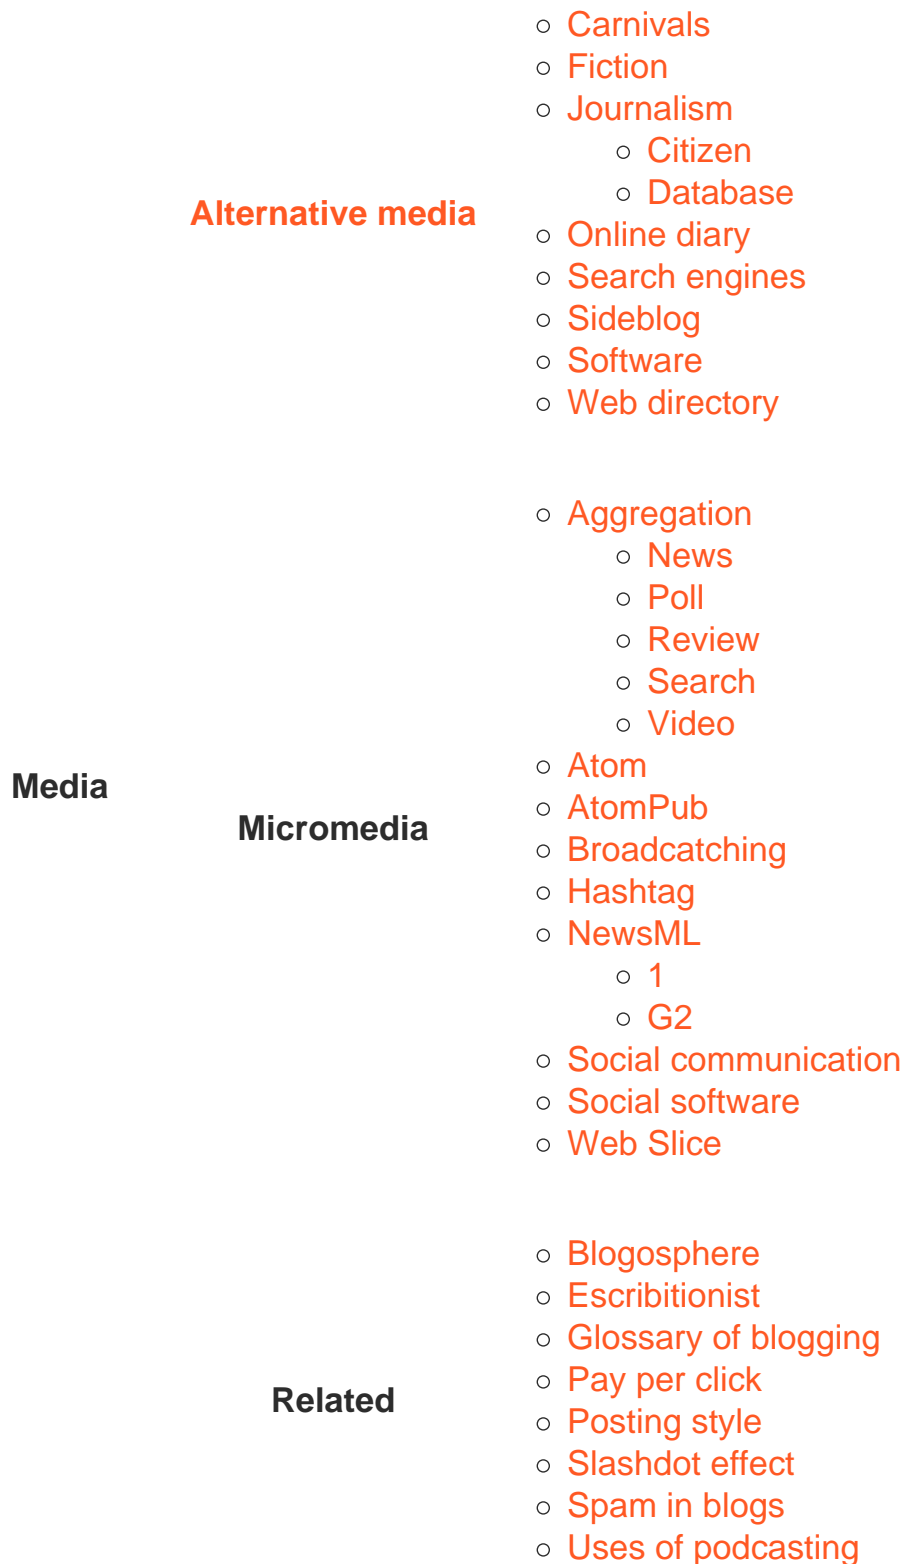 Carnivals
Fiction
Journalism
Citizen
Database
Alternative media
Online diary
Search engines
Sideblog
Software
Web directory
Aggregation
News
Poll
Review
Search
Video
Media
Micromedia
Atom
AtomPub
Broadcatching
Hashtag
NewsML
1
G2
Social communication
Social software
Web Slice
Related
Blogosphere
Escribitionist
Glossary of blogging
Pay per click
Posting style
Slashdot effect
Spam in blogs
Uses of podcasting